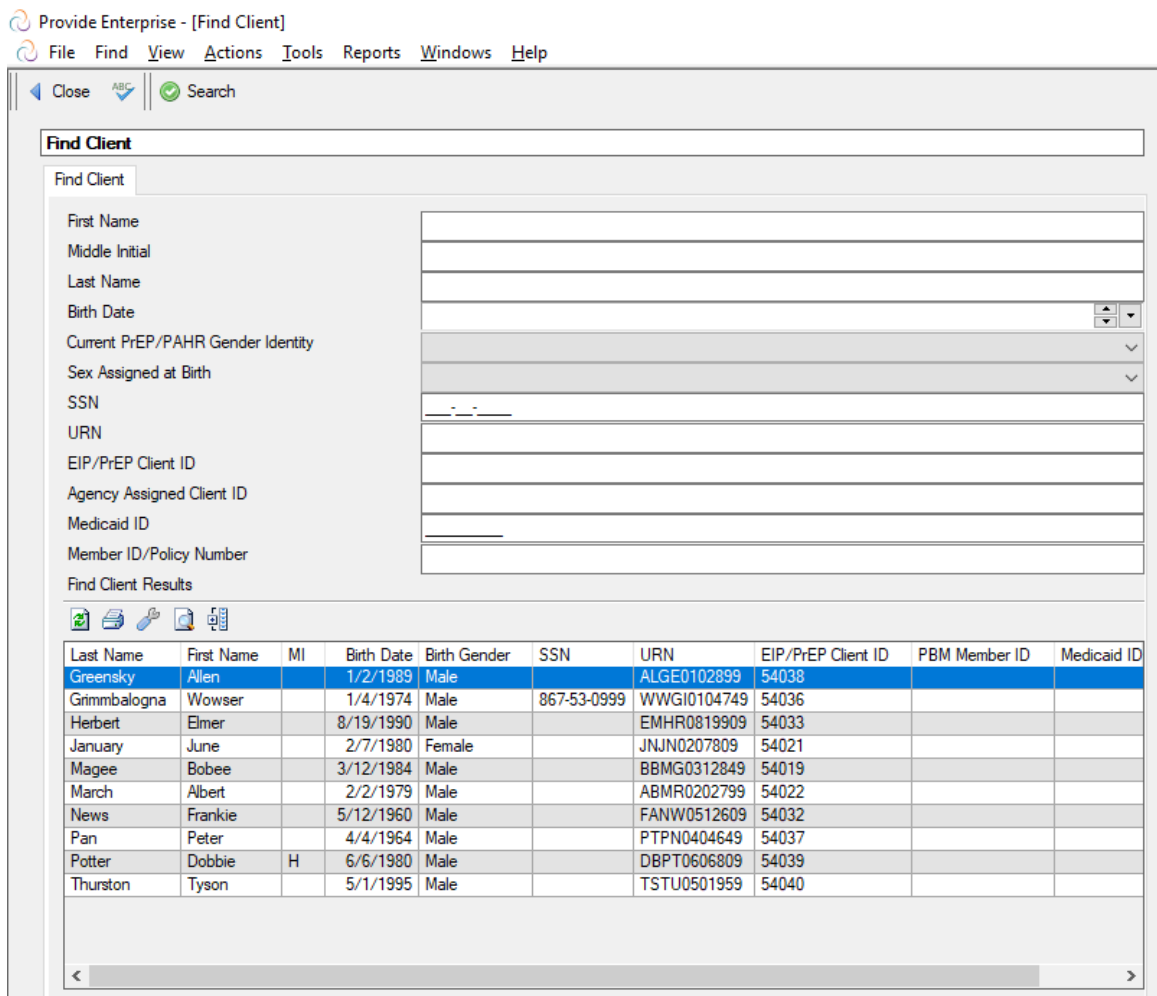 Provide Enterprise - [Find Client]
File Find View Actions Tools Reports Windows Help
Close ABC Search
Find Client
Find Client
First Name
Middle Initial
Last Name
Birth Date
Current PrEP/PAHR Gender Identity
Sex Assigned at Birth
SSN ___-__-____
URN
EIP/PrEP Client ID
Agency Assigned Client ID
Medicaid ID ________
Member ID/Policy Number
Find Client Results
Last Name First Name MI Birth Date Birth Gender SSN URN EIP/PrEP Client ID PBM Member ID Medicaid ID
Greensky Allen 1/2/1989 Male ALGE0102899 54038
Grimmbalogna Wowser 1/4/1974 Male 867-53-0999 WWGI0104749 54036
Herbert Elmer 8/19/1990 Male EMHR0819909 54033
January June 2/7/1980 Female JNJN0207809 54021
Magee Bobee 3/12/1984 Male BBMG0312849 54019
March Albert 2/2/1979 Male ABMR0202799 54022
News Frankie 5/12/1960 Male FANW0512609 54032
Pan Peter 4/4/1964 Male PTPN0404649 54037
Potter Dobbie H 6/6/1980 Male DBPT0606809 54039
Thurston Tyson 5/1/1995 Male TSTU0501959 54040